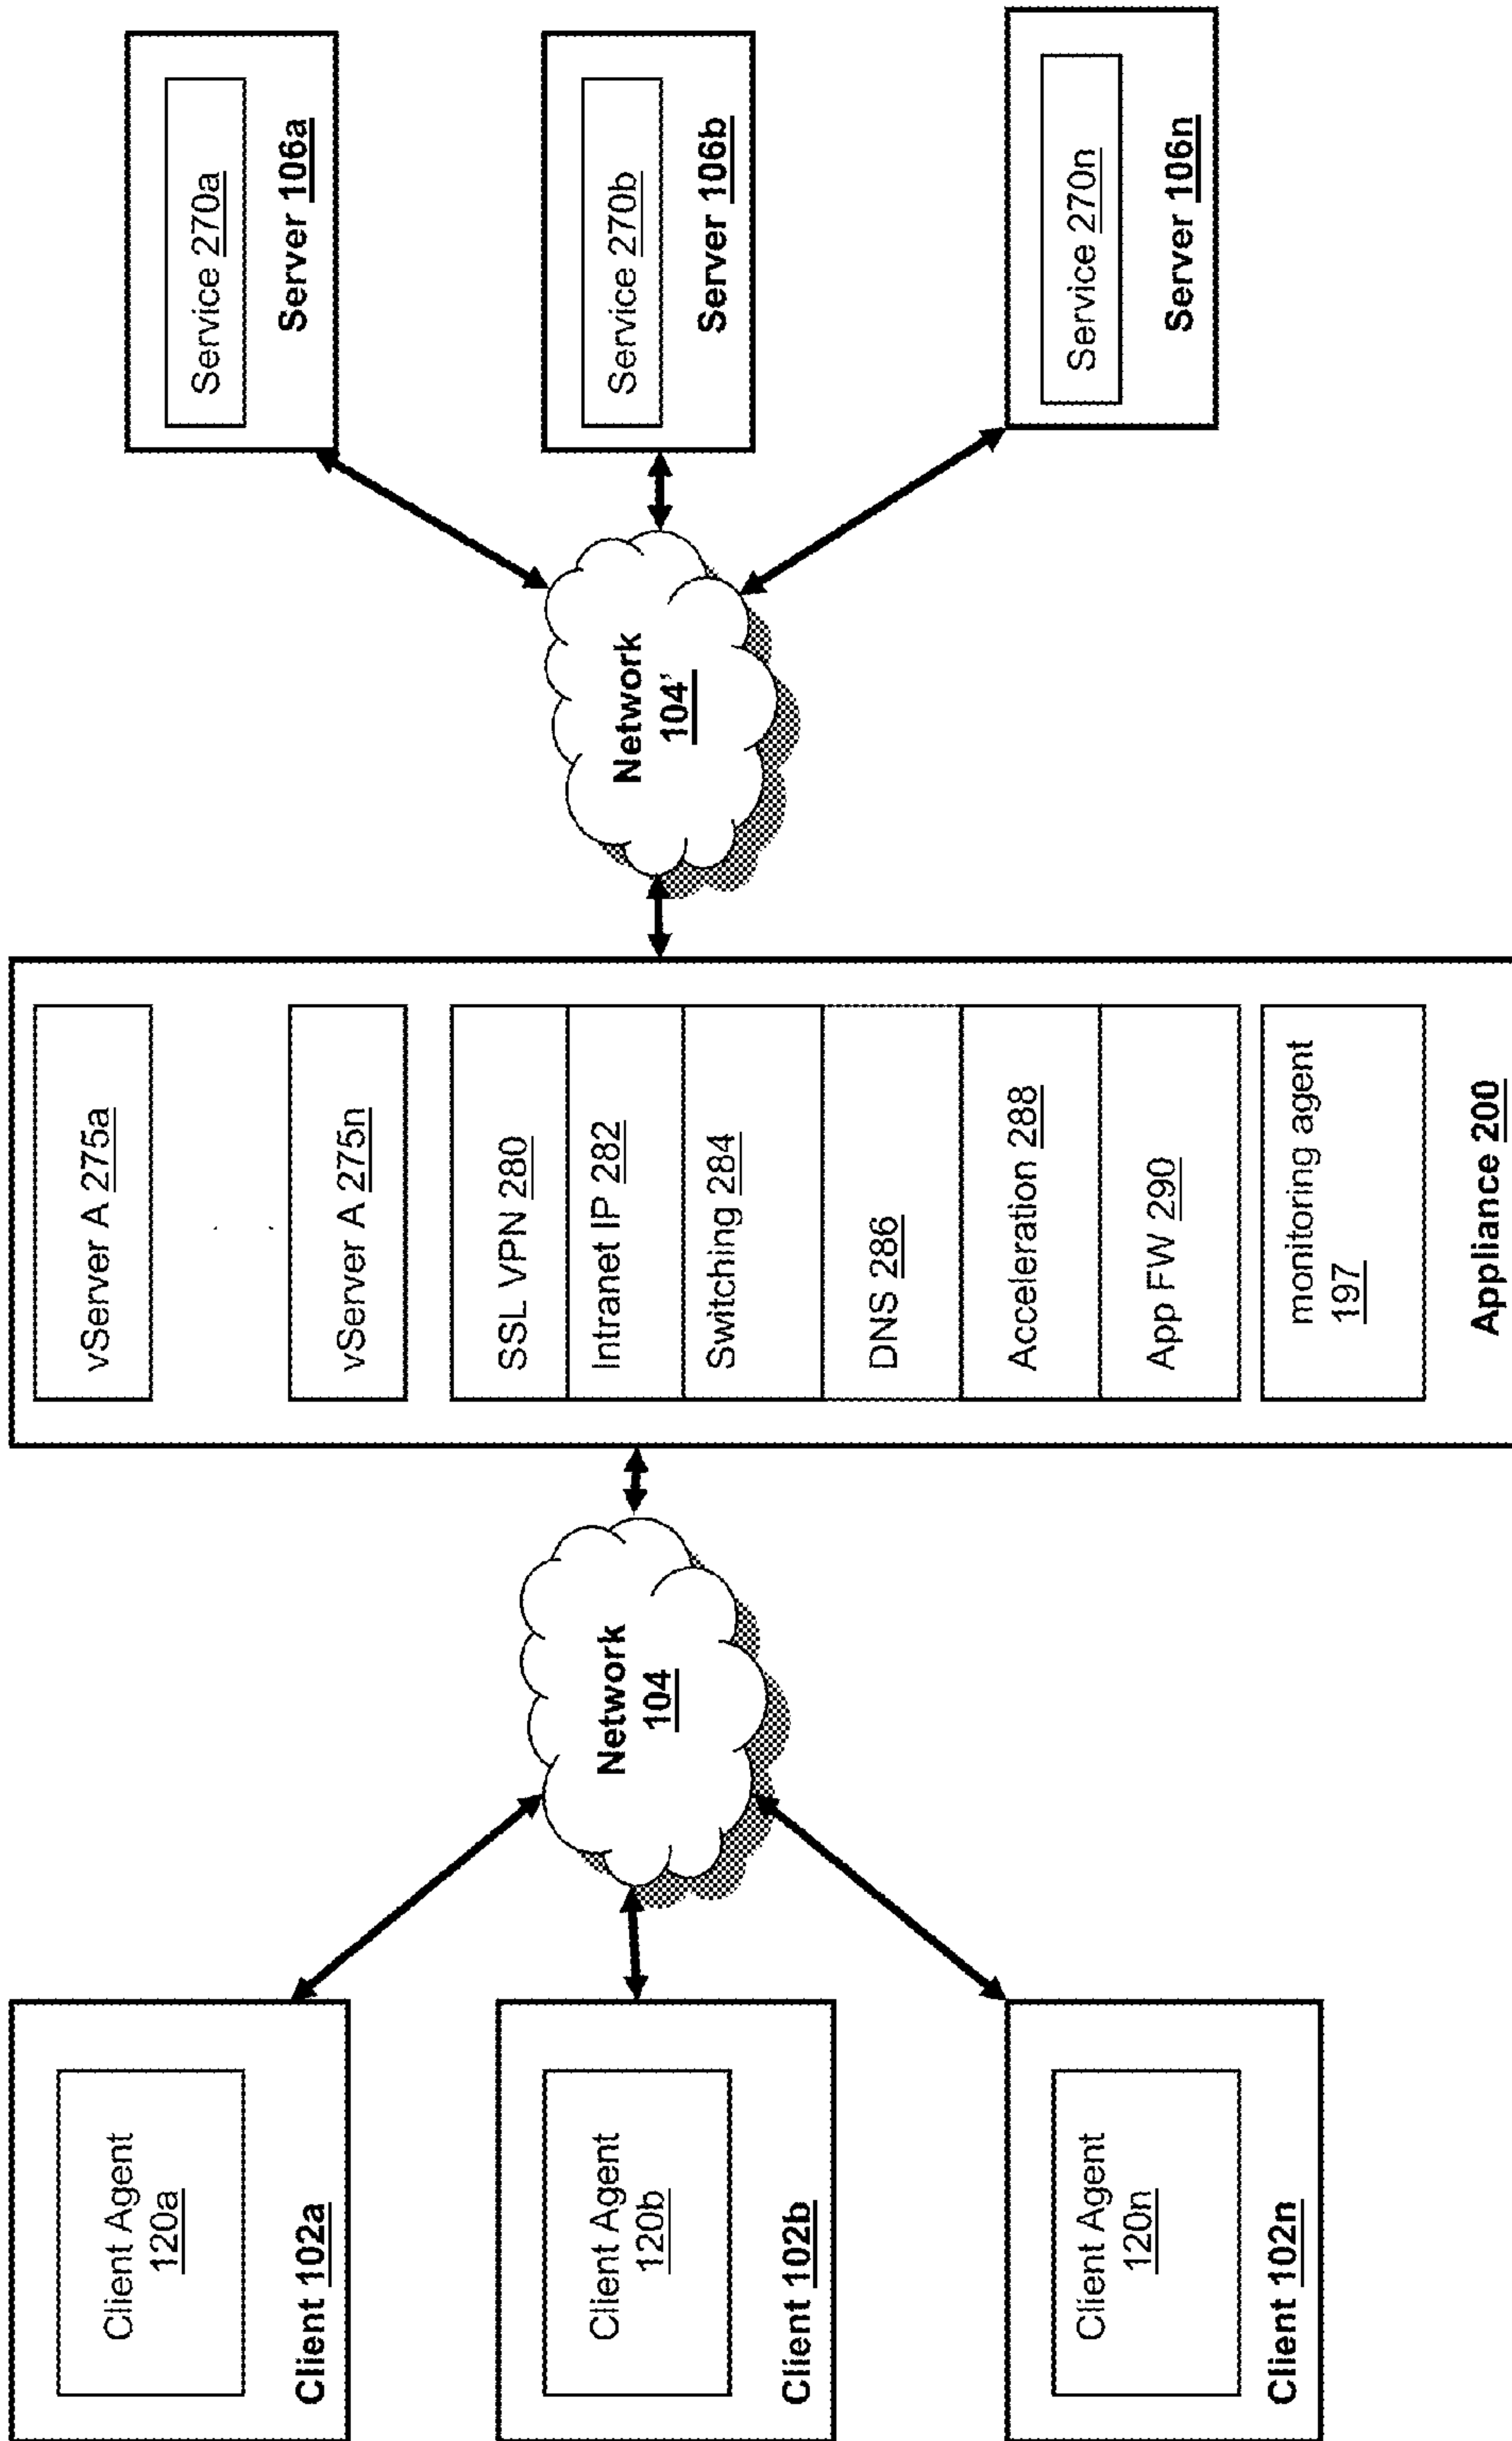 Client Agent
120a
Client 102a
Client Agent
120b
Client 102b
Client Agent
120n
Client 102n
Network
104
vServer A 275a
vServer A 275n
SSL VPN 280
Intranet IP 282
Switching 284
DNS 286
Acceleration 288
App FW 290
monitoring agent
197
Appliance 200
Network
104'
Service 270a
Server 106a
Service 270b
Server 106b
Service 270n
Server 106n